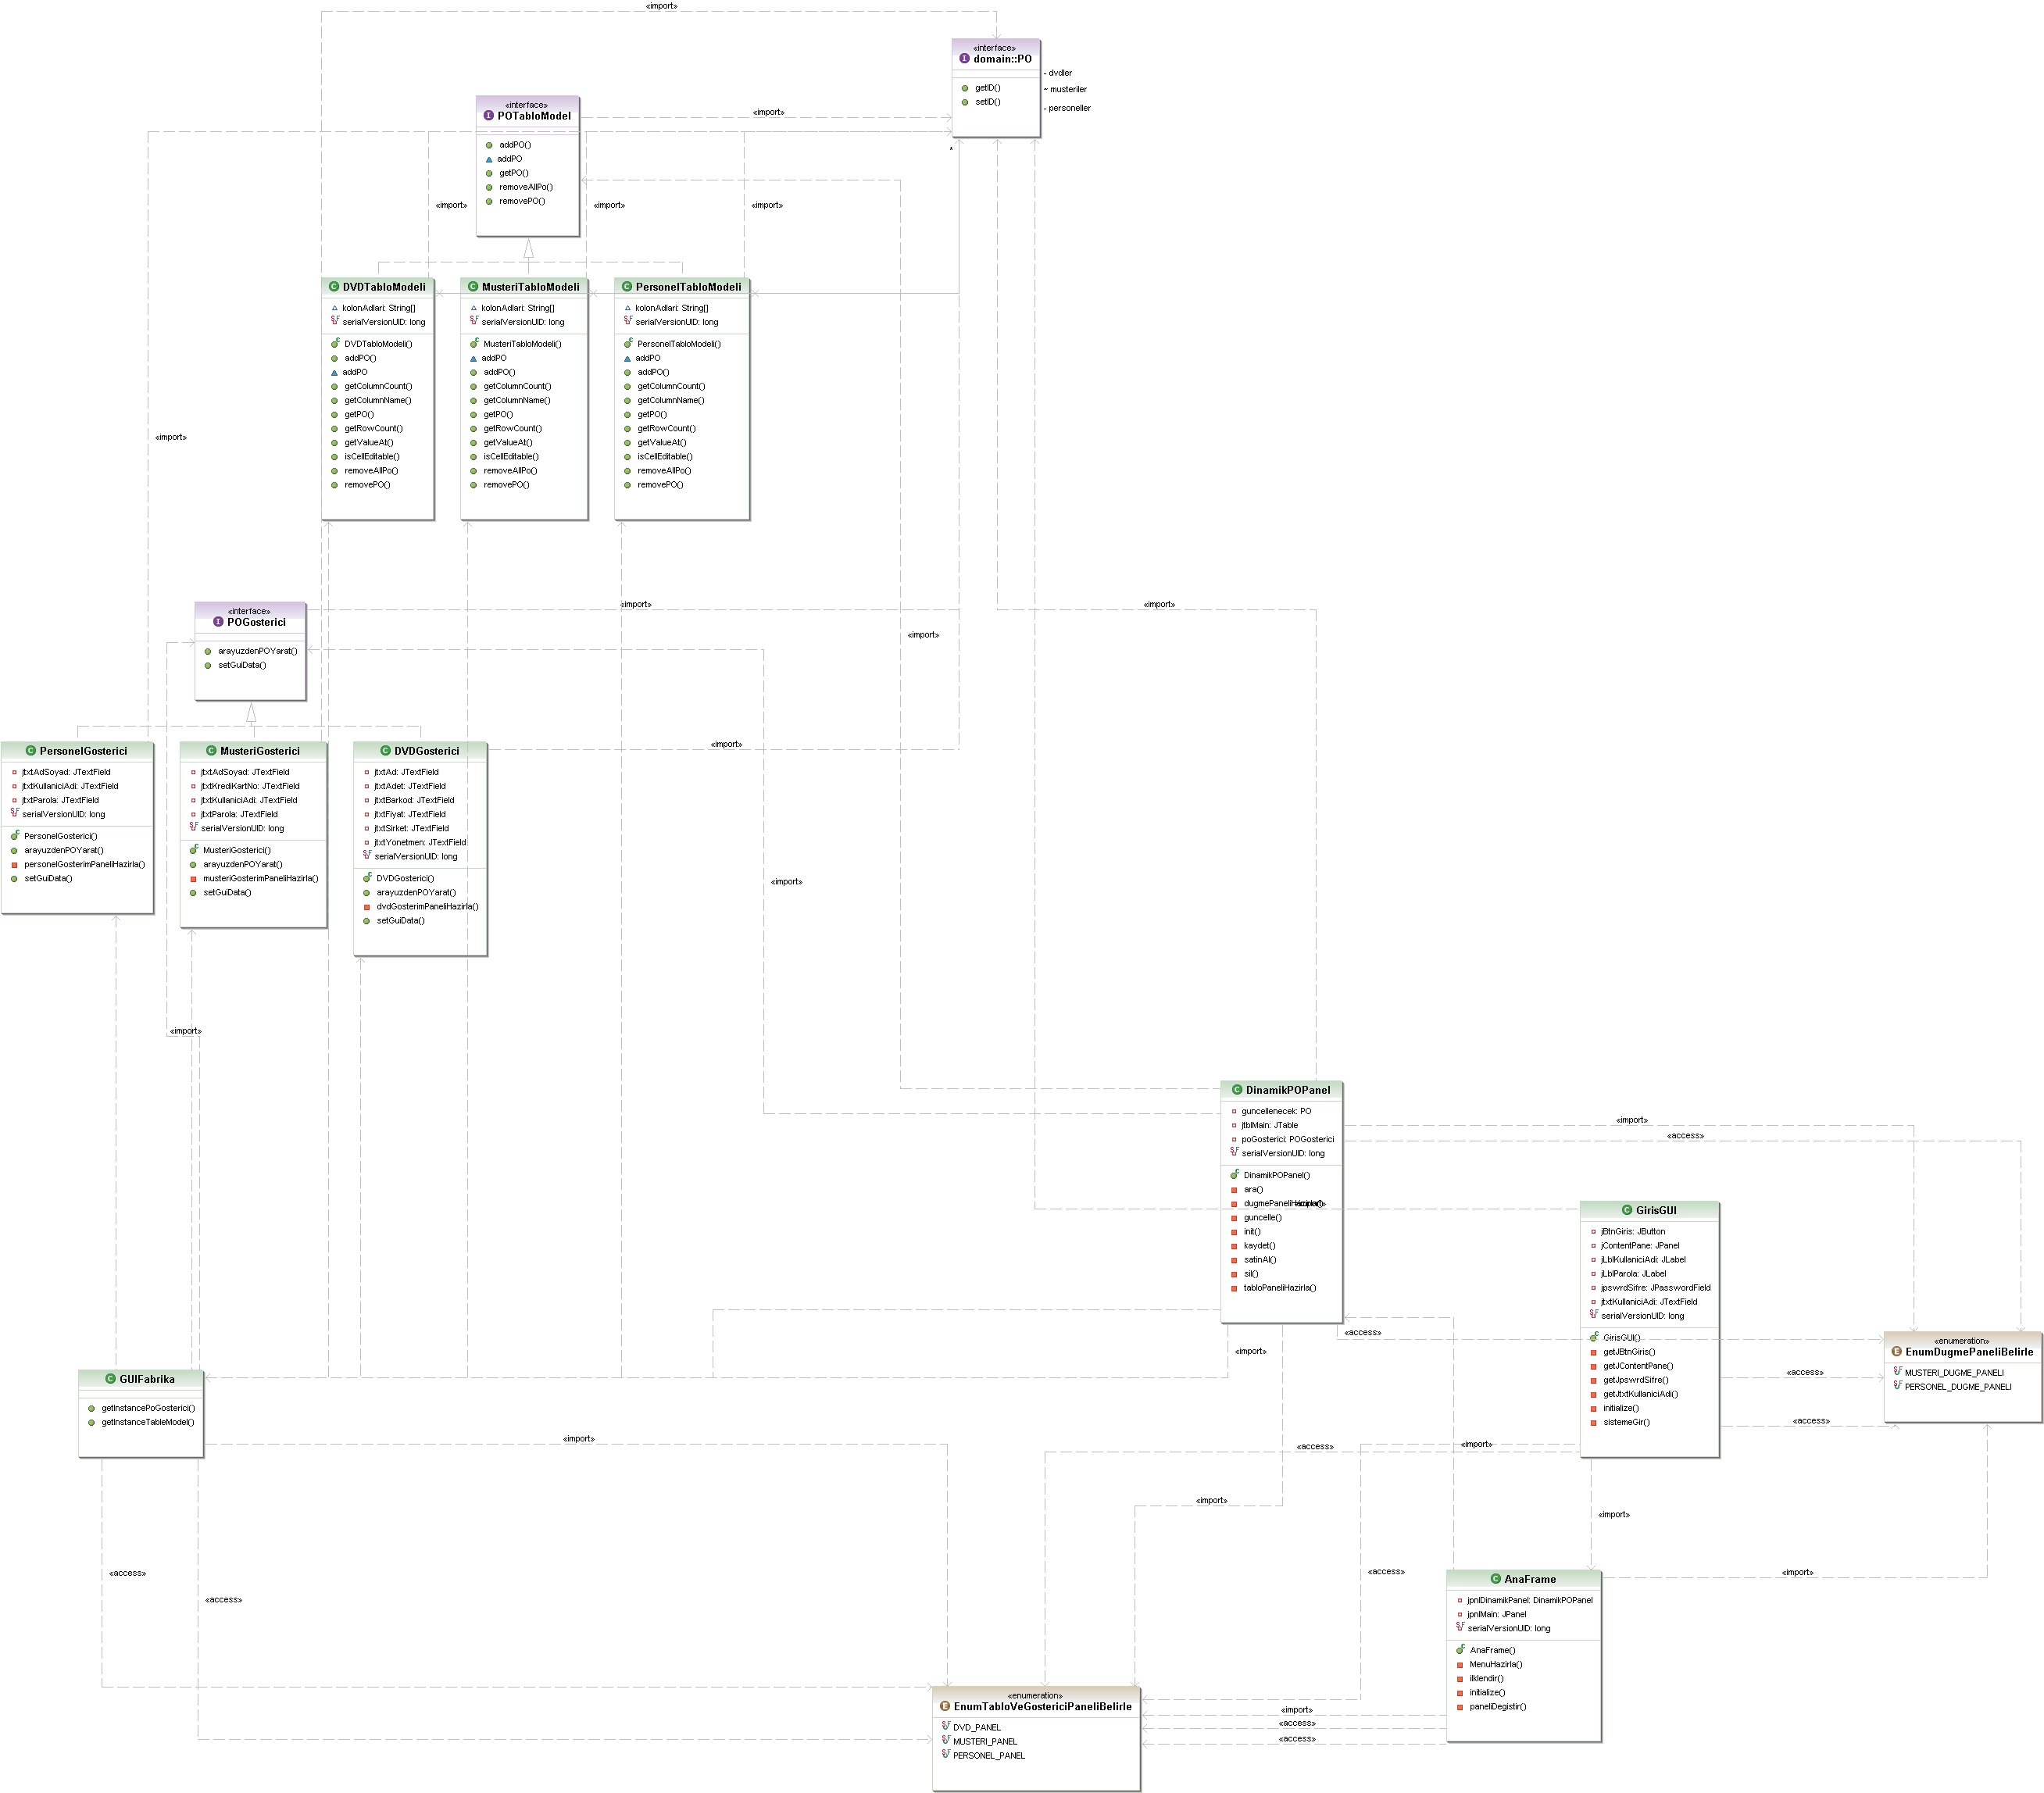 «import»
«interface»
domain::PO
getID()
setID()
- dvdler
~ musteriler
- personeller
*
«interface»
POTabloModel
addPO()
addPO
getPO()
removeAllPo()
removePO()
«import»
«import»
«import»
«import»
DVDTabloModeli
kolonAdlari: String[]
serialVersionUID: long
DVDTabloModeli()
addPO()
addPO
getColumnCount()
getColumnName()
getPO()
getRowCount()
getValueAt()
isCellEditable()
removeAllPo()
removePO()
MusteriTabloModeli
kolonAdlari: String[]
serialVersionUID: long
MusteriTabloModeli()
addPO
addPO()
getColumnCount()
getColumnName()
getPO()
getRowCount()
getValueAt()
isCellEditable()
removeAllPo()
removePO()
PersonelTabloModeli
kolonAdlari: String[]
serialVersionUID: long
PersonelTabloModeli()
addPO
addPO()
getColumnCount()
getColumnName()
getPO()
getRowCount()
getValueAt()
isCellEditable()
removeAllPo()
removePO()
«import»
«interface»
POGosterici
arayuzdenPOYarat()
setGuiData()
«import»
«import»
«import»
PersonelGosterici
jtxtAdSoyad: JTextField
jtxtKullaniciAdi: JTextField
jtxtParola: JTextField
serialVersionUID: long
PersonelGosterici()
arayuzdenPOYarat()
personelGosterimPaneliHazirla()
setGuiData()
MusteriGosterici
jtxtAdSoyad: JTextField
jtxtKrediKartNo: JTextField
jtxtKullaniciAdi: JTextField
jtxtParola: JTextField
serialVersionUID: long
MusteriGosterici()
arayuzdenPOYarat()
musteriGosterimPaneliHazirla()
setGuiData()
DVDGosterici
jtxtAd: JTextField
jtxtAdet: JTextField
jtxtBarkod: JTextField
jtxtFiyat: JTextField
jtxtSirket: JTextField
jtxtYonetmen: JTextField
serialVersionUID: long
DVDGosterici()
arayuzdenPOYarat()
dvdGosterimPaneliHazirla()
setGuiData()
«import»
«import»
«import»
DinamikPOPanel
guncellenecek: PO
jtblMain: JTable
poGosterici: POGosterici
serialVersionUID: long
DinamikPOPanel()
ara()
dugmePaneliHazirla()
guncelle()
init()
kaydet()
satinAl()
sil()
tabloPaneliHazirla()
«import»
«access»
GirisGUI
jBtnGiris: JButton
jContentPane: JPanel
jLblKullaniciAdi: JLabel
jLblParola: JLabel
jpswrdSifre: JPasswordField
jtxtKullaniciAdi: JTextField
serialVersionUID: long
GirisGUI()
getJBtnGiris()
getJContentPane()
getJpswrdSifre()
getJtxtKullaniciAdi()
initialize()
sistemeGir()
«access»
«import»
«access»
«access»
«enumeration»
EnumDugmePaneliBelirle
MUSTERI_DUGME_PANELI
PERSONEL_DUGME_PANELI
GUIFabrika
getInstancePoGosterici()
getInstanceTableModel()
«import»
«access»
«import»
«import»
«import»
«access»
«access»
«access»
«import»
AnaFrame
jpnlDinamikPanel: DinamikPOPanel
jpnlMain: JPanel
serialVersionUID: long
AnaFrame()
MenuHazirla()
ilklendir()
initialize()
paneliDegistir()
«import»
«access»
«access»
«enumeration»
EnumTabloVeGostericiPaneliBelirle
DVD_PANEL
MUSTERI_PANEL
PERSONEL_PANEL